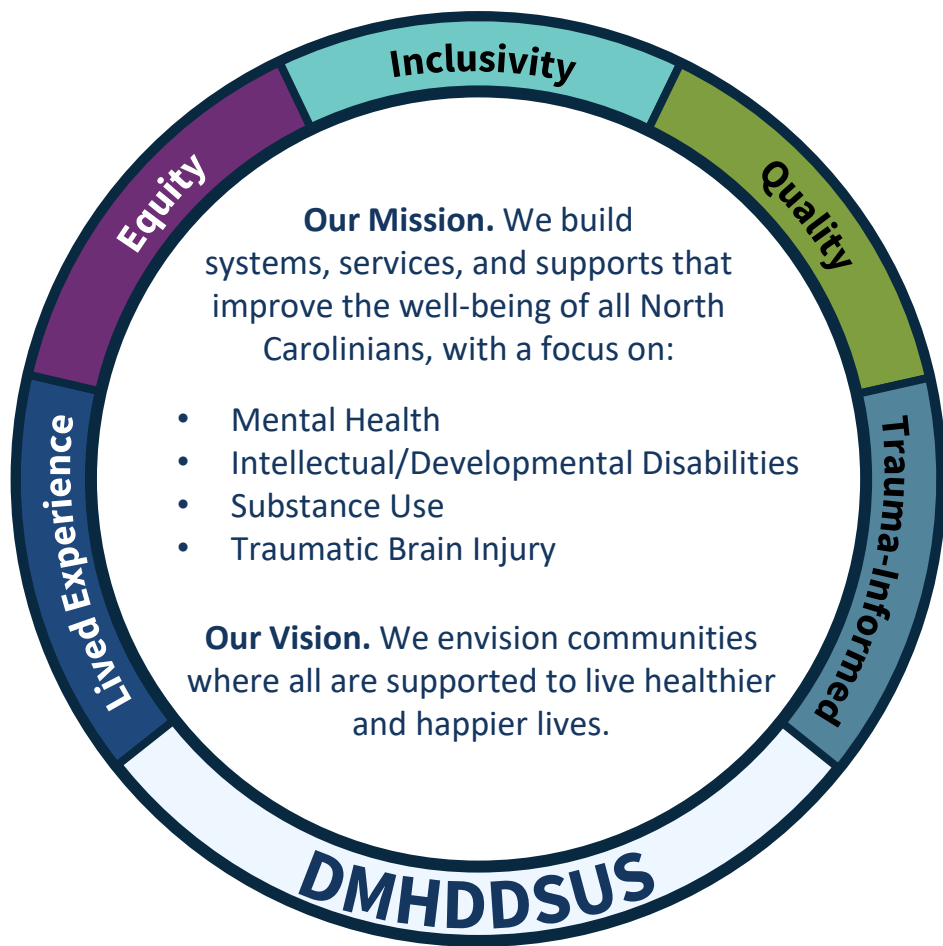 Inclusivity
Equity
Quality
Lived Experience
Trauma-Informed
Our Mission. We build
systems, services, and supports that
improve the well-being of all North
Carolinians, with a focus on:
• Mental Health
• Intellectual/Developmental Disabilities
• Substance Use
• Traumatic Brain Injury
Our Vision. We envision communities
where all are supported to live healthier
and happier lives.
DMHDDSUS